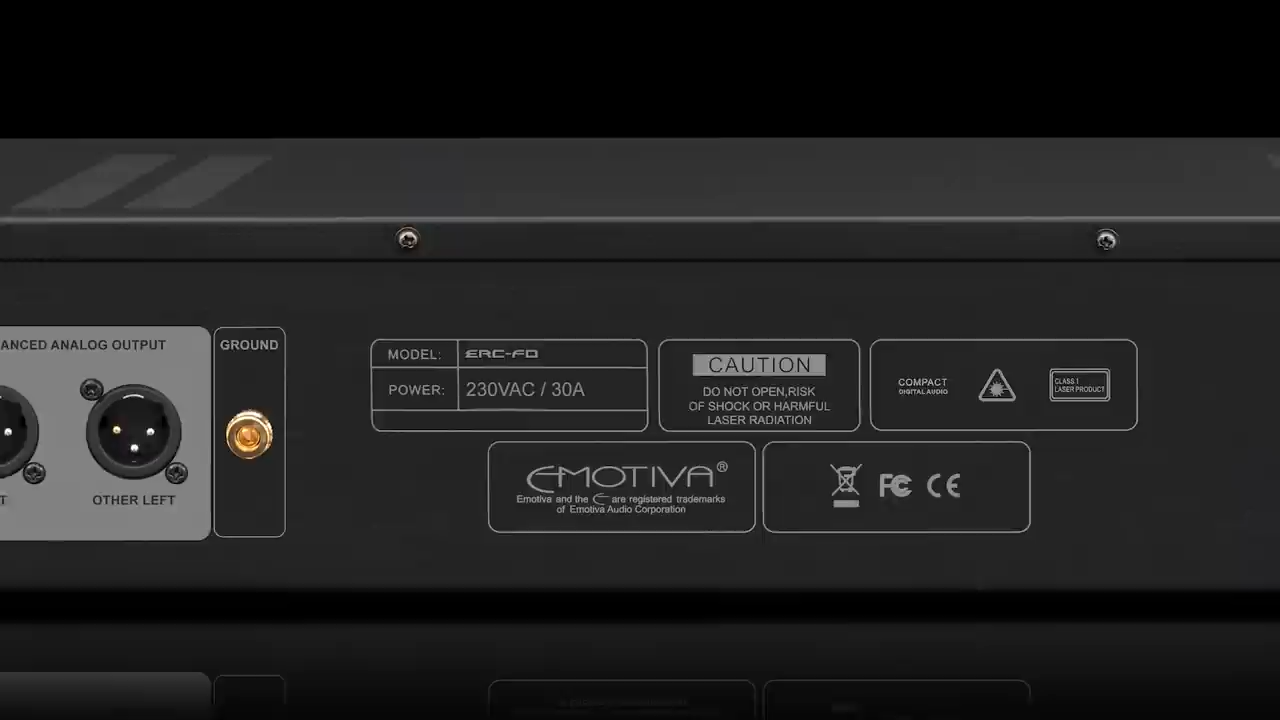 ANCED ANALOG OUTPUT
GROUND
T
OTHER LEFT
MODEL: ERC-FD
POWER: 230VAC / 30A
CAUTION
DO NOT OPEN,RISK
OF SHOCK OR HARMFUL
LASER RADIATION
COMPACT
DIGITAL AUDIO
CLASS 1
LASER PRODUCT
EMOTIVA®
Emotiva and the E are registered trademarks
of Emotiva Audio Corporation
FC CE